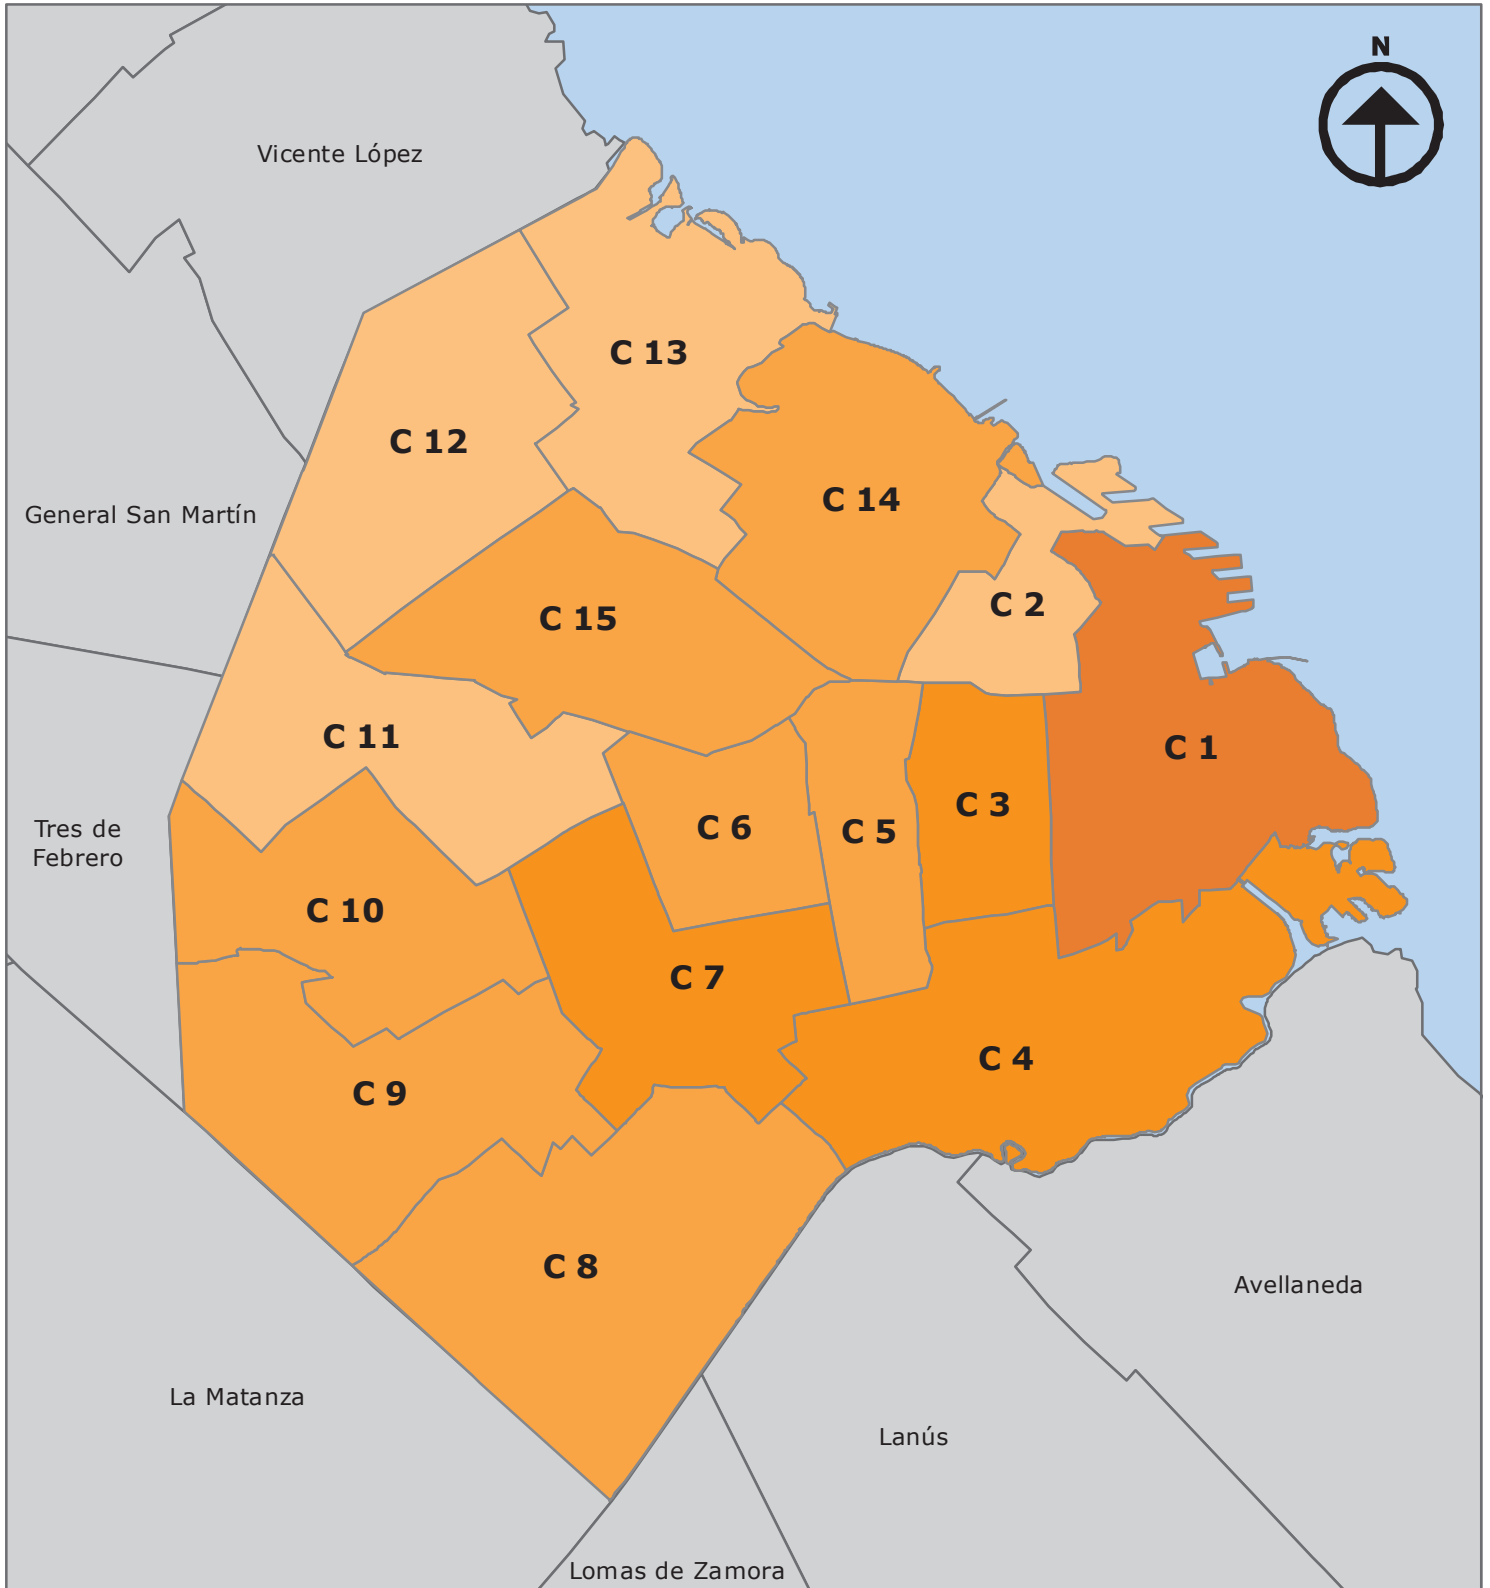 N
Vicente López
C 13
C 12
C 14
General San Martín
C 2
C 15
C 11
C 1
C 3
Tres de
Febrero
C 6
C 5
C 10
C 7
C 4
C 9
C 8
Avellaneda
La Matanza
Lanús
Lomas de Zamora